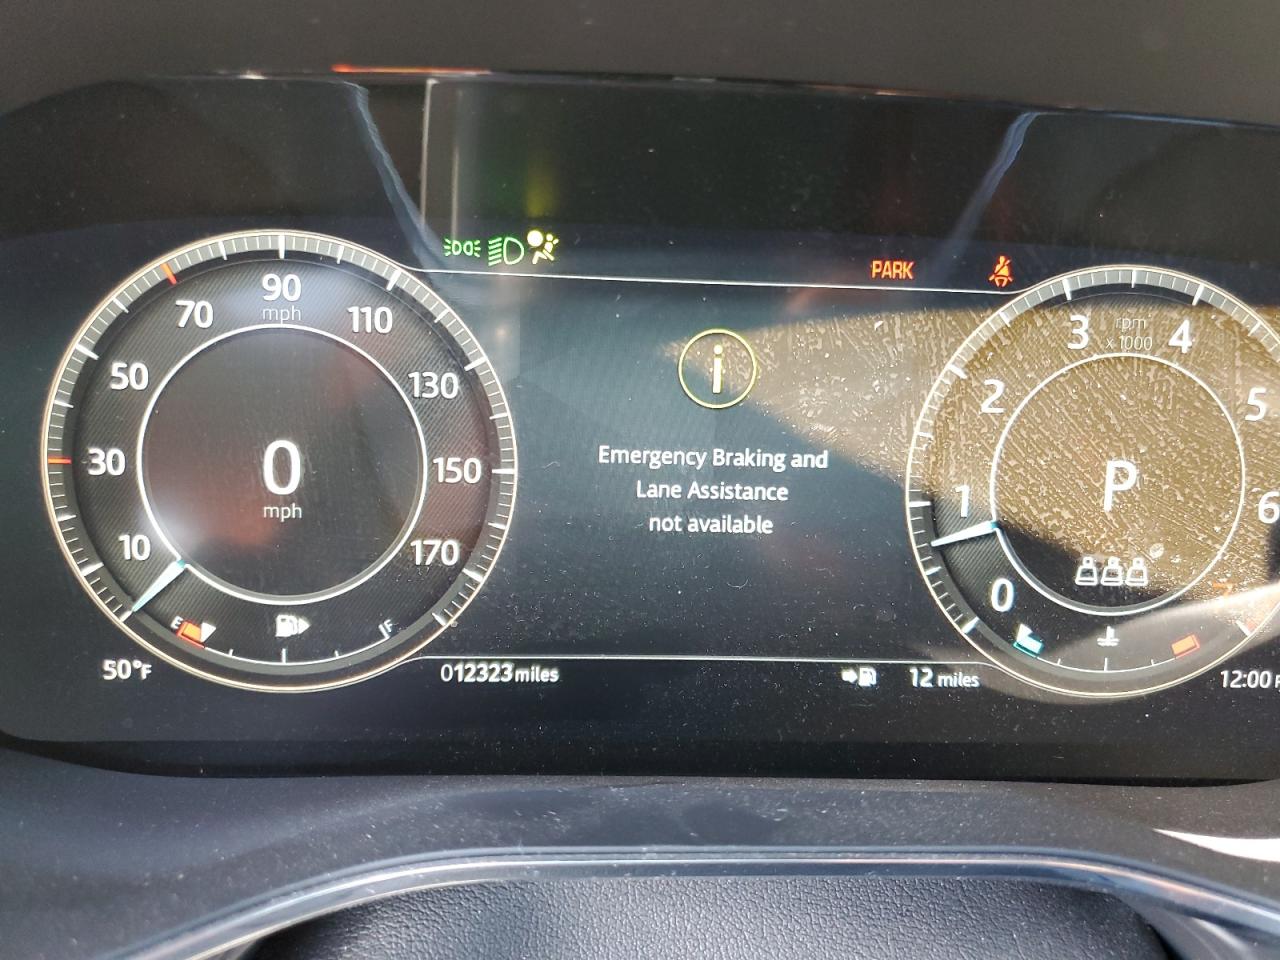 PARK
90
mph
70
110
50
130
30
150
10
170
0
mph
E
F
50°F
012323 miles
Emergency Braking and
Lane Assistance
not available
12 miles
rpm
x 1000
3
4
2
5
1
6
0
7
P
12:00